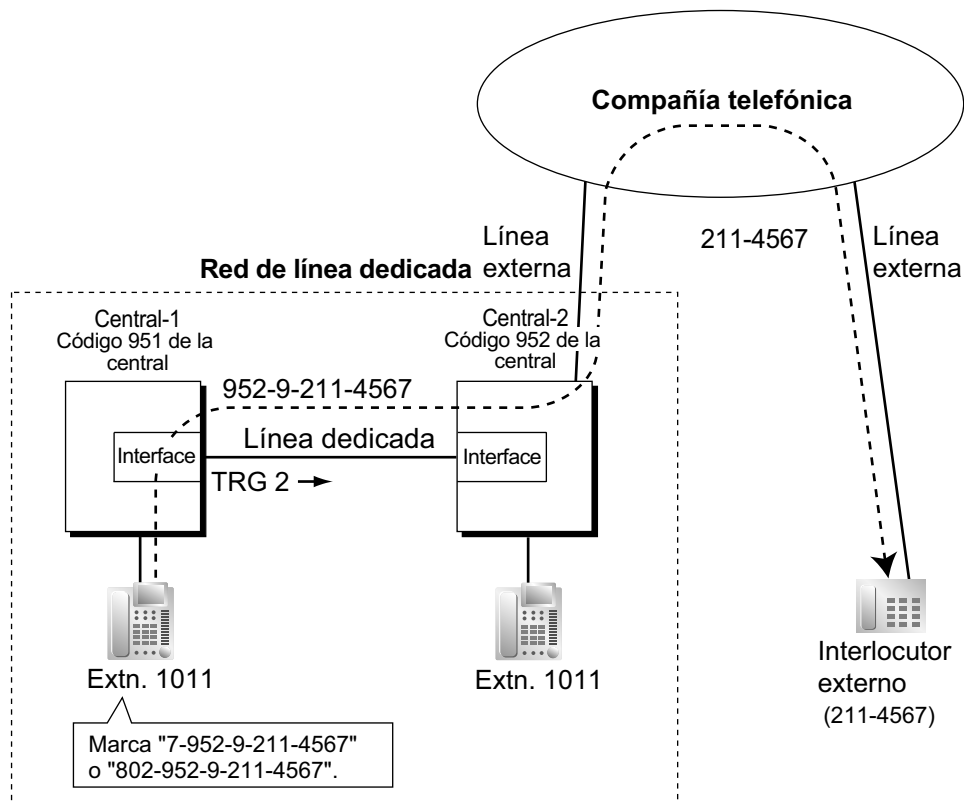 Compañía telefónica
Línea
externa
211-4567
Línea
externa
Red de línea dedicada
Central-1
Código 951 de la
central
Central-2
Código 952 de la
central
952-9-211-4567
Interface
Línea dedicada
Interface
TRG 2
Extn. 1011
Extn. 1011
Interlocutor
externo
(211-4567)
Marca "7-952-9-211-4567"
o "802-952-9-211-4567".